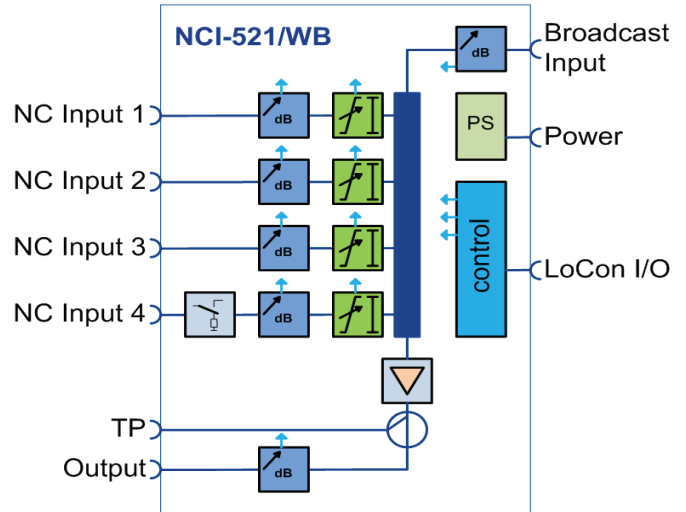 NCI-521/WB
Broadcast
Input
dB
NC Input 1
dB
PS
Power
NC Input 2
dB
NC Input 3
dB
control
LoCon I/O
NC Input 4
dB
TP
Output
dB